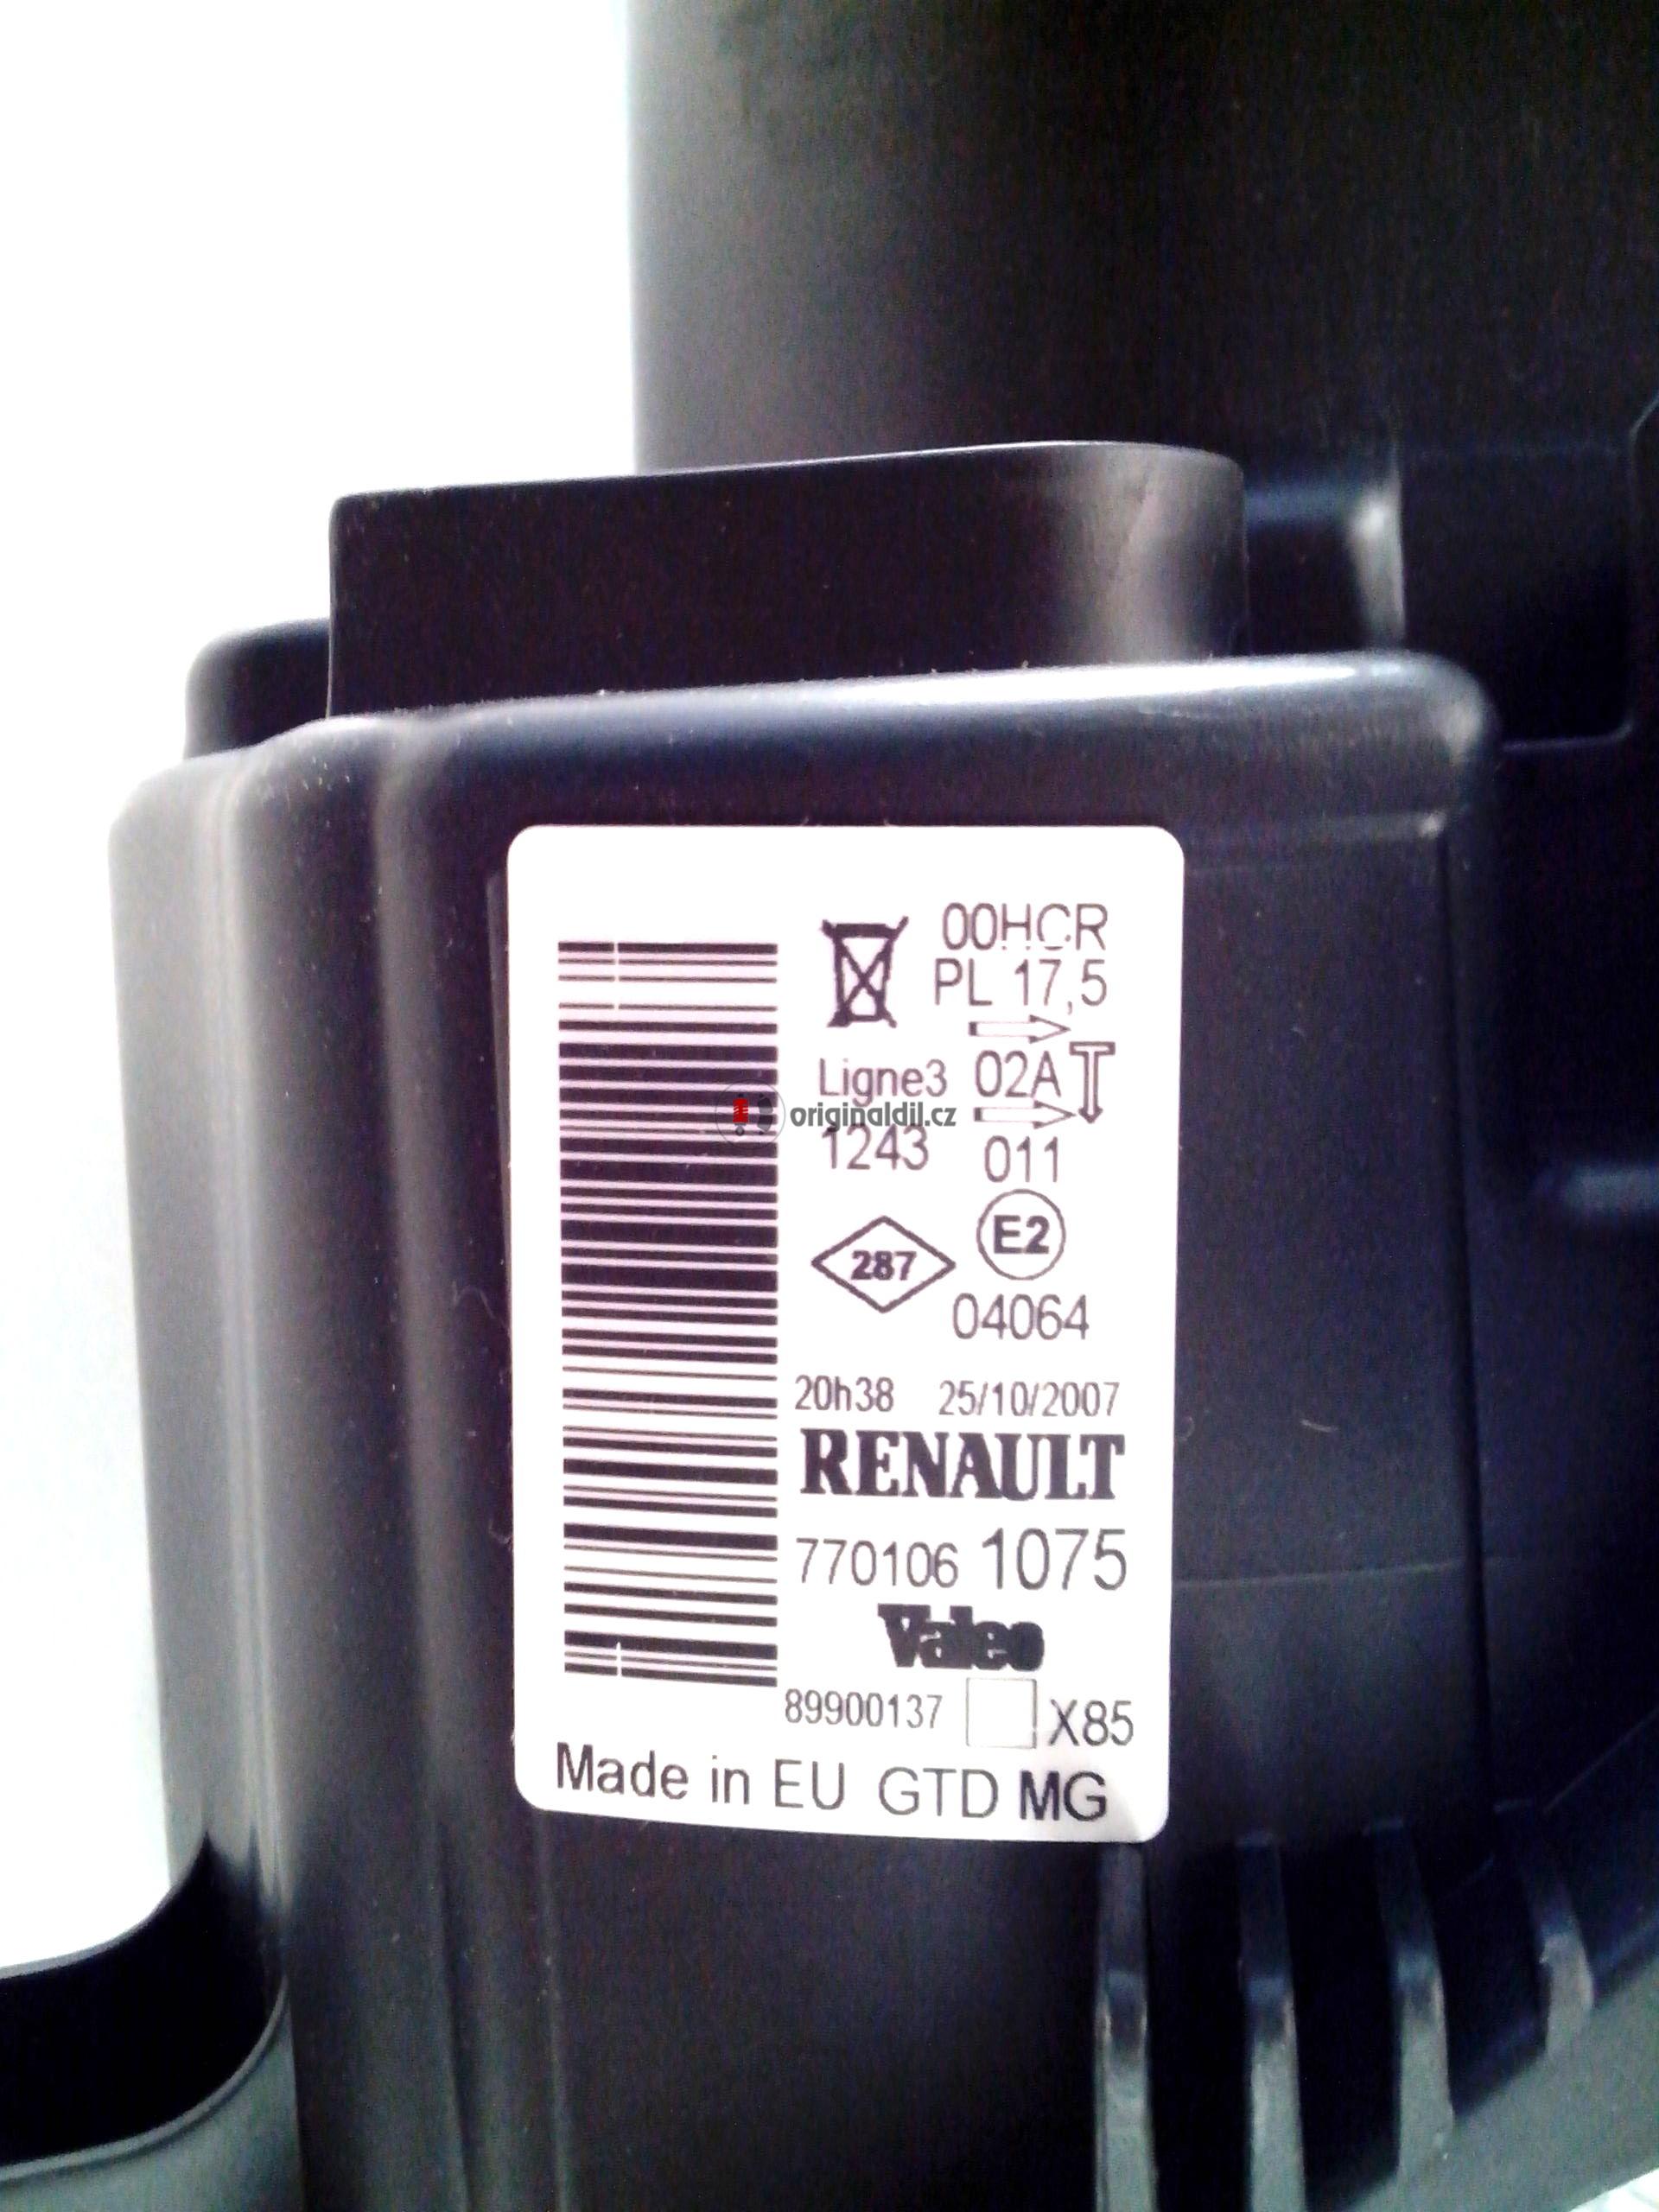 00HCR
PL 17,5
Ligne3 02A
originaldil.cz
1243 011
287 E2
04064
20h38 25/10/2007
RENAULT
770106 1075
Valeo
89900137 X85
Made in EU GTD MG